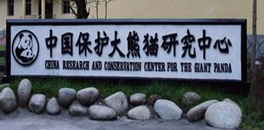 中国保护大熊猫研究中心
CHINA RESEARCH AND CONSERVATION CENTER FOR THE GIANT PANDA